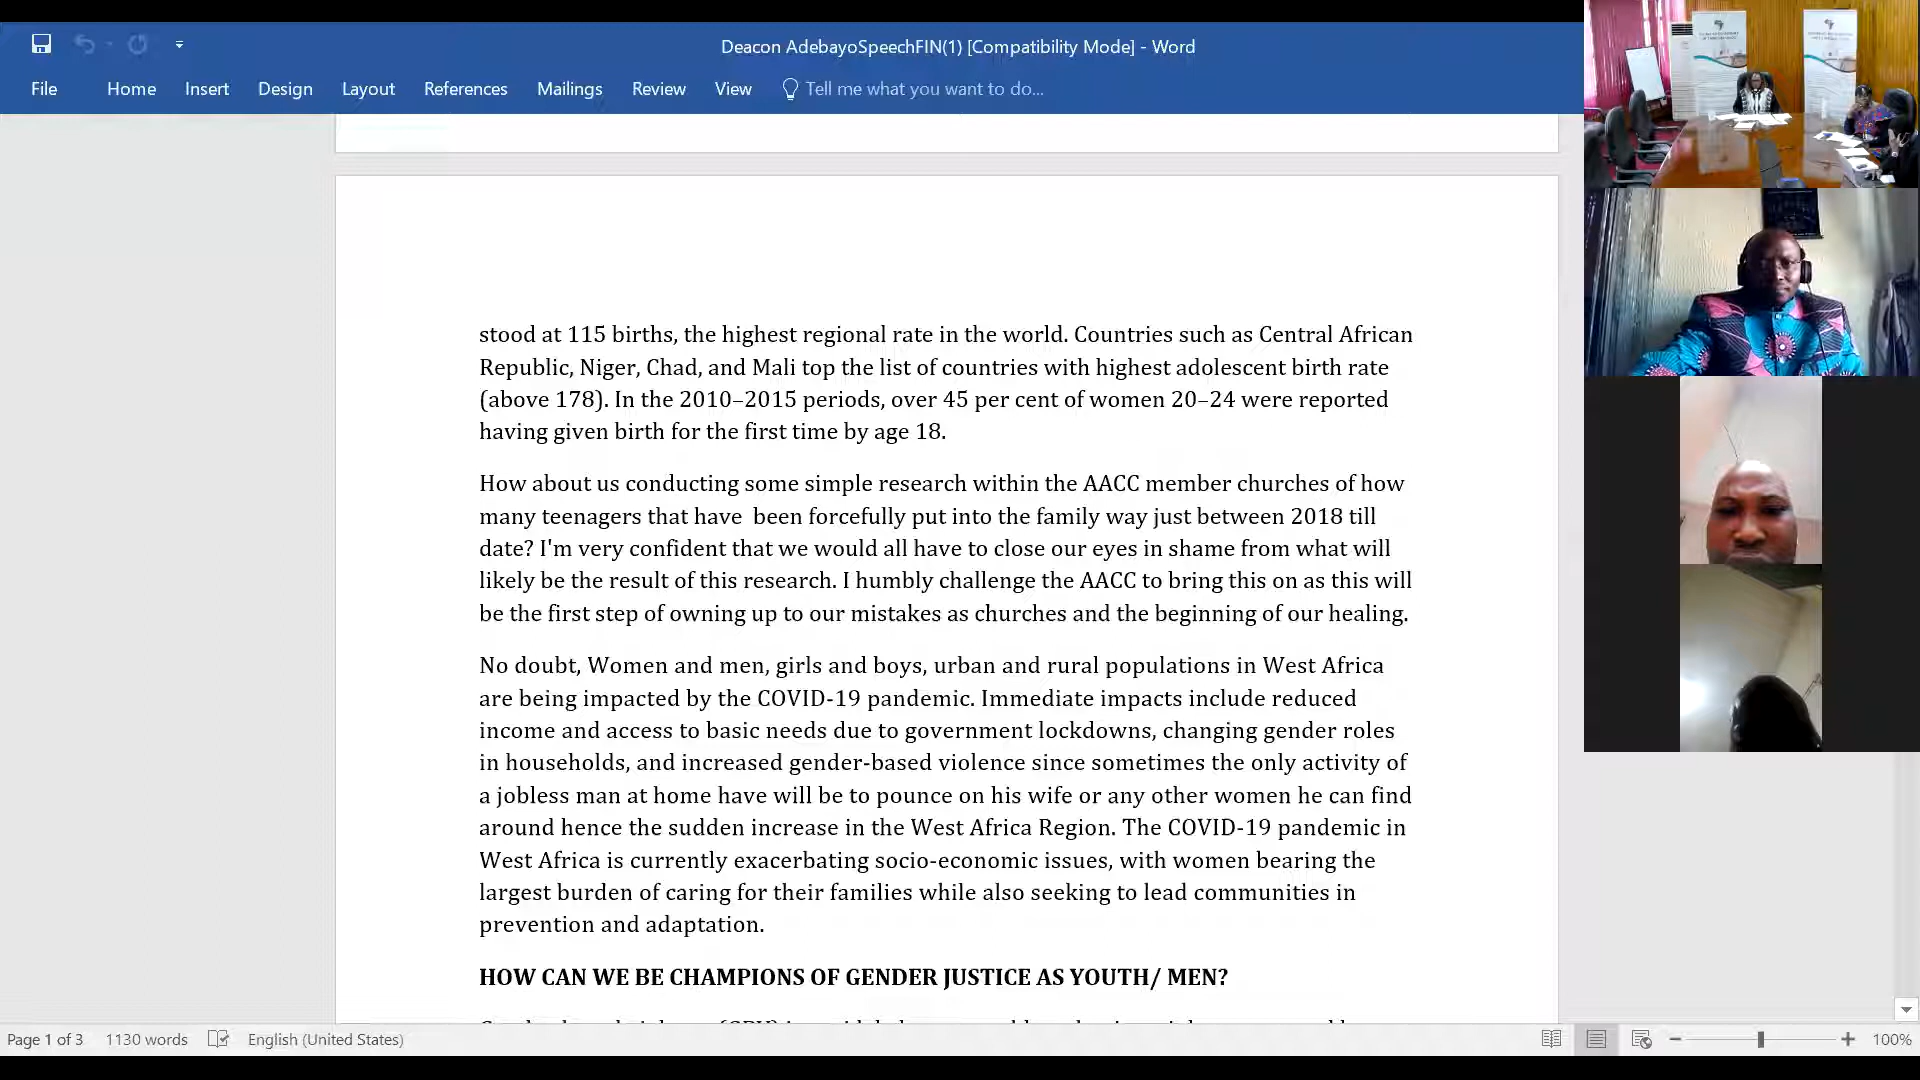 Deacon AdebayoSpeechFIN(1) [Compatibility Mode] - Word
File Home Insert Design Layout References Mailings Review View Tell me what you want to do...
stood at 115 births, the highest regional rate in the world. Countries such as Central African
Republic, Niger, Chad, and Mali top the list of countries with highest adolescent birth rate
(above 178). In the 2010–2015 periods, over 45 per cent of women 20–24 were reported
having given birth for the first time by age 18.
How about us conducting some simple research within the AACC member churches of how
many teenagers that have been forcefully put into the family way just between 2018 till
date? I'm very confident that we would all have to close our eyes in shame from what will
likely be the result of this research. I humbly challenge the AACC to bring this on as this will
be the first step of owning up to our mistakes as churches and the beginning of our healing.
No doubt, Women and men, girls and boys, urban and rural populations in West Africa
are being impacted by the COVID-19 pandemic. Immediate impacts include reduced
income and access to basic needs due to government lockdowns, changing gender roles
in households, and increased gender-based violence since sometimes the only activity of
a jobless man at home have will be to pounce on his wife or any other women he can find
around hence the sudden increase in the West Africa Region. The COVID-19 pandemic in
West Africa is currently exacerbating socio-economic issues, with women bearing the
largest burden of caring for their families while also seeking to lead communities in
prevention and adaptation.
HOW CAN WE BE CHAMPIONS OF GENDER JUSTICE AS YOUTH/ MEN?
Page 1 of 3 1130 words English (United States) 100%